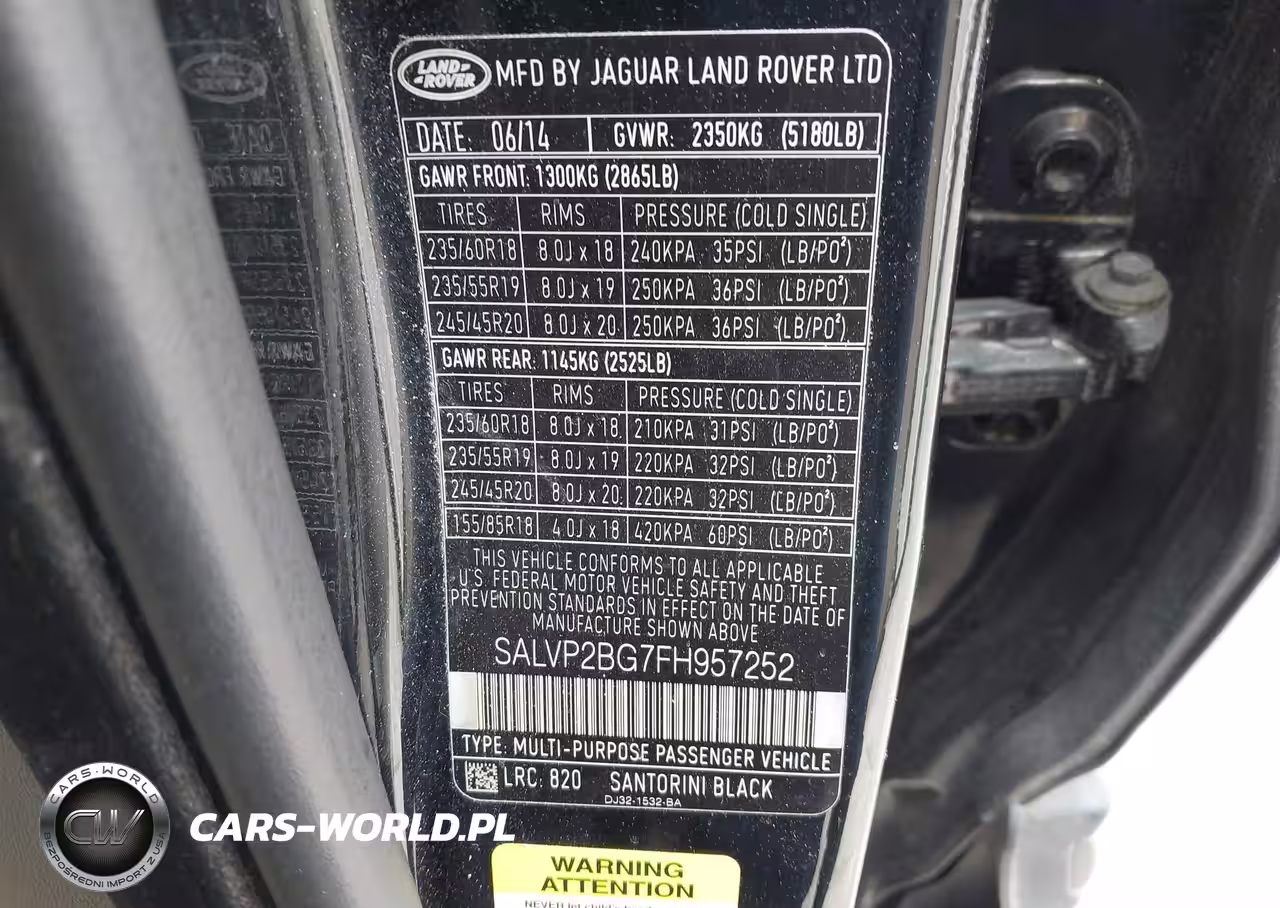 LAND-
-ROVER
MFD BY JAGUAR LAND ROVER LTD
DATE: 06/14 GVWR: 2350KG (5180LB)
GAWR FRONT: 1300KG (2865LB)
TIRES RIMS PRESSURE (COLD SINGLE)
235/60R18 8.0J x 18 240KPA 35PSI (LB/PO²)
235/55R19 8.0J x 19 250KPA 36PSI (LB/PO²)
245/45R20 8.0J x 20 250KPA 36PSI (LB/PO²)
GAWR REAR: 1145KG (2525LB)
TIRES RIMS PRESSURE (COLD SINGLE)
235/60R18 8.0J x 18 210KPA 31PSI (LB/PO²)
235/55R19 8.0J x 19 220KPA 32PSI (LB/PO²)
245/45R20 8.0J x 20 220KPA 32PSI (LB/PO²)
155/85R18 4.0J x 18 420KPA 60PSI (LB/PO²)
THIS VEHICLE CONFORMS TO ALL APPLICABLE
U.S. FEDERAL MOTOR VEHICLE SAFETY AND THEFT
PREVENTION STANDARDS IN EFFECT ON THE DATE OF
MANUFACTURE SHOWN ABOVE
SALVP2BG7FH957252
TYPE: MULTI-PURPOSE PASSENGER VEHICLE
LRC: 820 SANTORINI BLACK
DJ32-1532-BA
CARS-WORLD
CW
BEZPOŚREDNI IMPORT Z USA
CARS-WORLD.PL
WARNING
ATTENTION
NEVER let